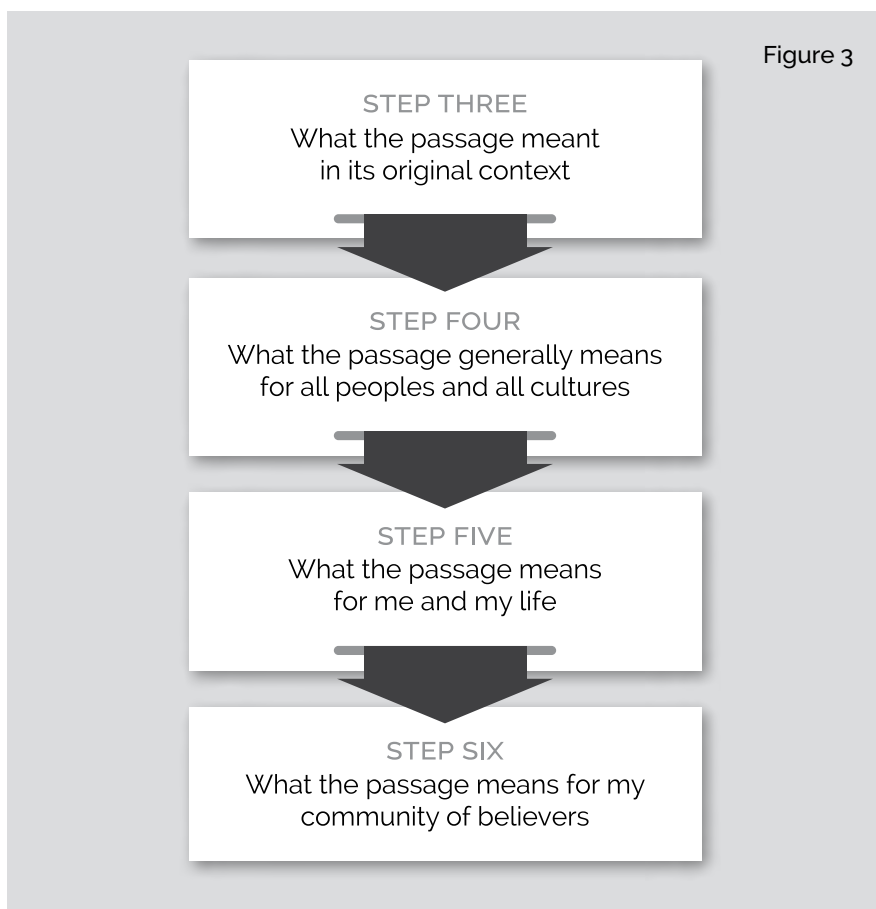 Figure 3
STEP THREE
What the passage meant
in its original context
STEP FOUR
What the passage generally means
for all peoples and all cultures
STEP FIVE
What the passage means
for me and my life
STEP SIX
What the passage means for my
community of believers